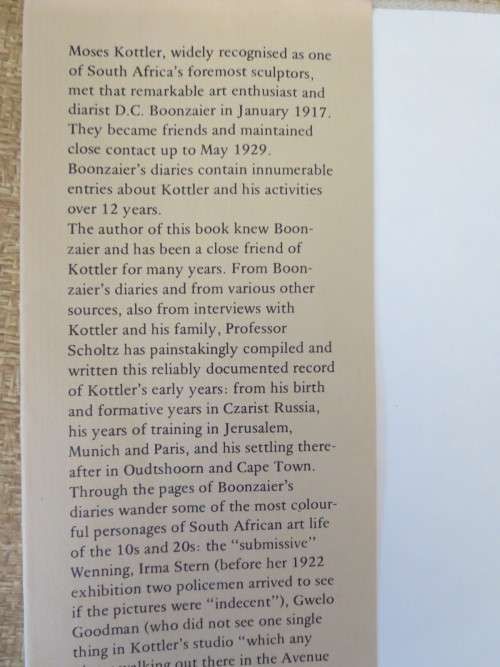 Moses Kottler, widely recognised as one
of South Africa's foremost sculptors,
met that remarkable art enthusiast and
diarist D.C. Boonzaier in January 1917.
They became friends and maintained
close contact up to May 1929.
Boonzaier's diaries contain innumerable
entries about Kottler and his activities
over 12 years.
The author of this book knew Boon-
zaier and has been a close friend of
Kottler for many years. From Boon-
zaier's diaries and from various other
sources, also from interviews with
Kottler and his family, Professor
Scholtz has painstakingly compiled and
written this reliably documented record
of Kottler's early years: from his birth
and formative years in Czarist Russia,
his years of training in Jerusalem,
Munich and Paris, and his settling there-
after in Oudtshoorn and Cape Town.
Through the pages of Boonzaier's
diaries wander some of the most colour-
ful personages of South African art life
of the 10s and 20s: the "submissive"
Wenning, Irma Stern (before her 1922
exhibition two policemen arrived to see
if the pictures were "indecent"), Gwelo
Goodman (who did not see one single
thing in Kottler's studio "which any
out there in the Avenue